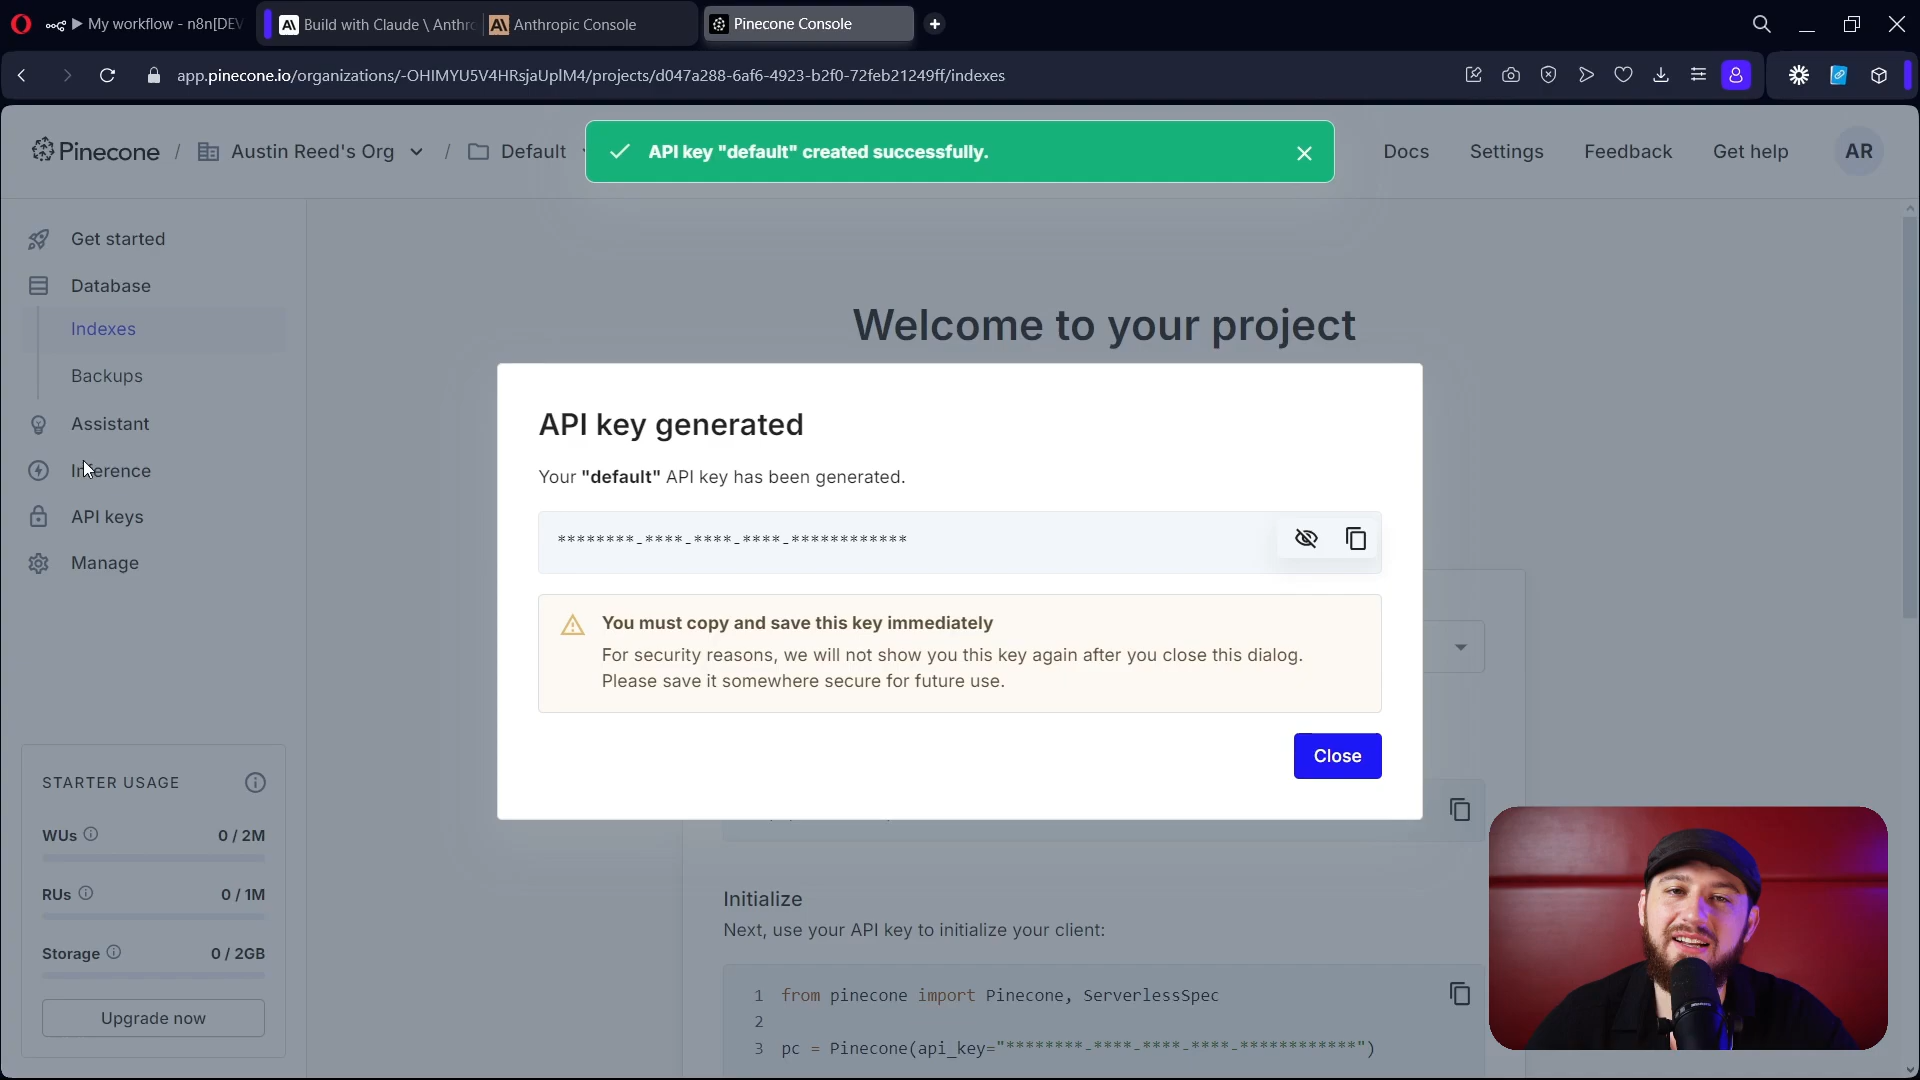 My workflow - n8n[DEV
Build with Claude \ Anthro
Anthropic Console
Pinecone Console
app.pinecone.io/organizations/-OHIMYU5V4HRsjaUplM4/projects/d047a288-6af6-4923-b2f0-72feb21249ff/indexes
Pinecone / Austin Reed's Org / Default
API key "default" created successfully.
Docs Settings Feedback Get help AR
Get started
Database
Indexes
Backups
Assistant
Inference
API keys
Manage
Welcome to your project
API key generated
Your "default" API key has been generated.
********-****-****-****-************
You must copy and save this key immediately
For security reasons, we will not show you this key again after you close this dialog.
Please save it somewhere secure for future use.
Close
STARTER USAGE
WUs 0 / 2M
RUs 0 / 1M
Storage 0 / 2GB
Upgrade now
Initialize
Next, use your API key to initialize your client:
1 from pinecone import Pinecone, ServerlessSpec
2
3 pc = Pinecone(api_key="********-****-****-****-************")